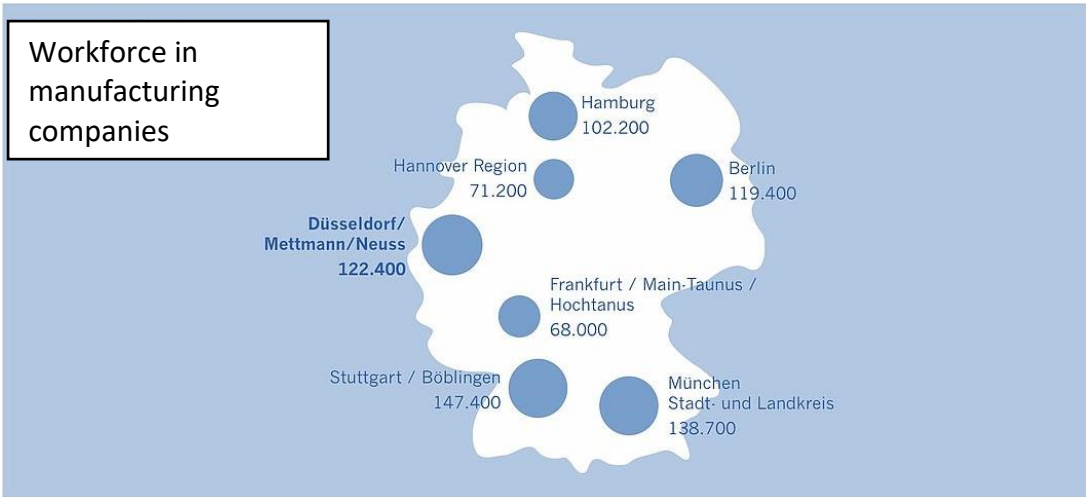 Workforce in
manufacturing
companies
Hamburg
102.200
Hannover Region
71.200
Berlin
119.400
Düsseldorf/
Mettmann/Neuss
122.400
Frankfurt / Main-Taunus /
Hochtanus
68.000
Stuttgart / Böblingen
147.400
München
Stadt- und Landkreis
138.700